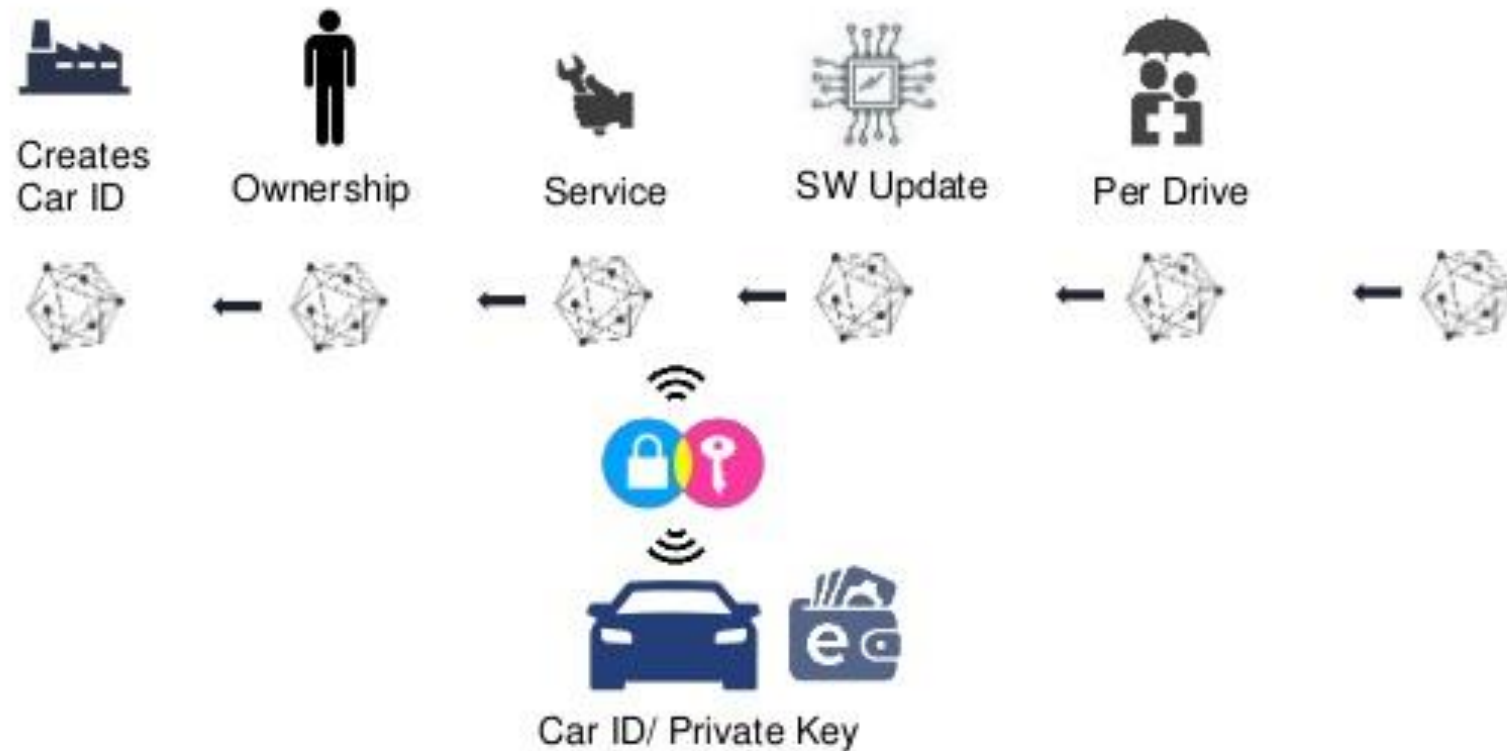 Creates
Car ID
Ownership
Service
SW Update
Per Drive
e
Car ID/ Private Key